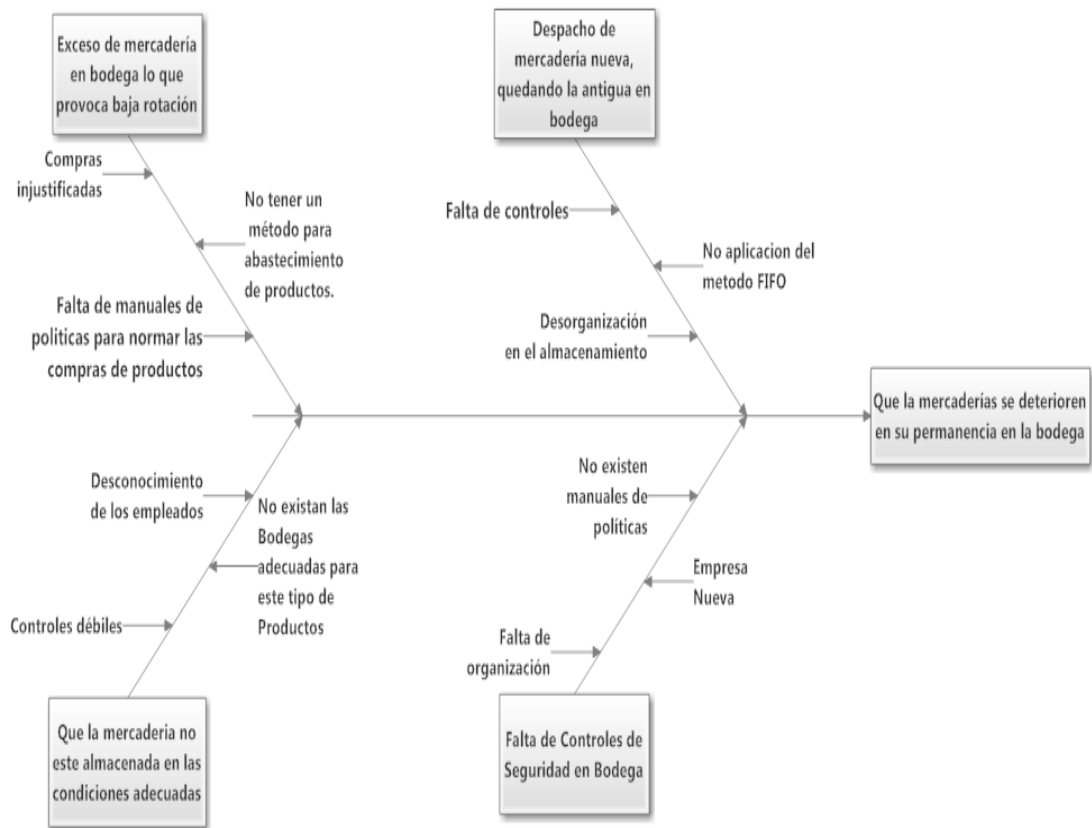 Exceso de mercadería
en bodega lo que
provoca baja rotación
Compras
injustificadas
No tener un
método para
abastecimiento
de productos.
Falta de manuales de
politicas para normar las
compras de productos
Despacho de
mercadería nueva,
quedando la antigua en
bodega
Falta de controles
No aplicacion del
metodo FIFO
Desorganización
en el almacenamiento
Que la mercaderías se deterioren
en su permanencia en la bodega
Desconocimiento
de los empleados
No existan las
Bodegas
adecuadas para
este tipo de
Productos
Controles débiles
Que la mercaderia no
este almacenada en las
condiciones adecuadas
No existen
manuales de
políticas
Empresa
Nueva
Falta de
organización
Falta de Controles de
Seguridad en Bodega